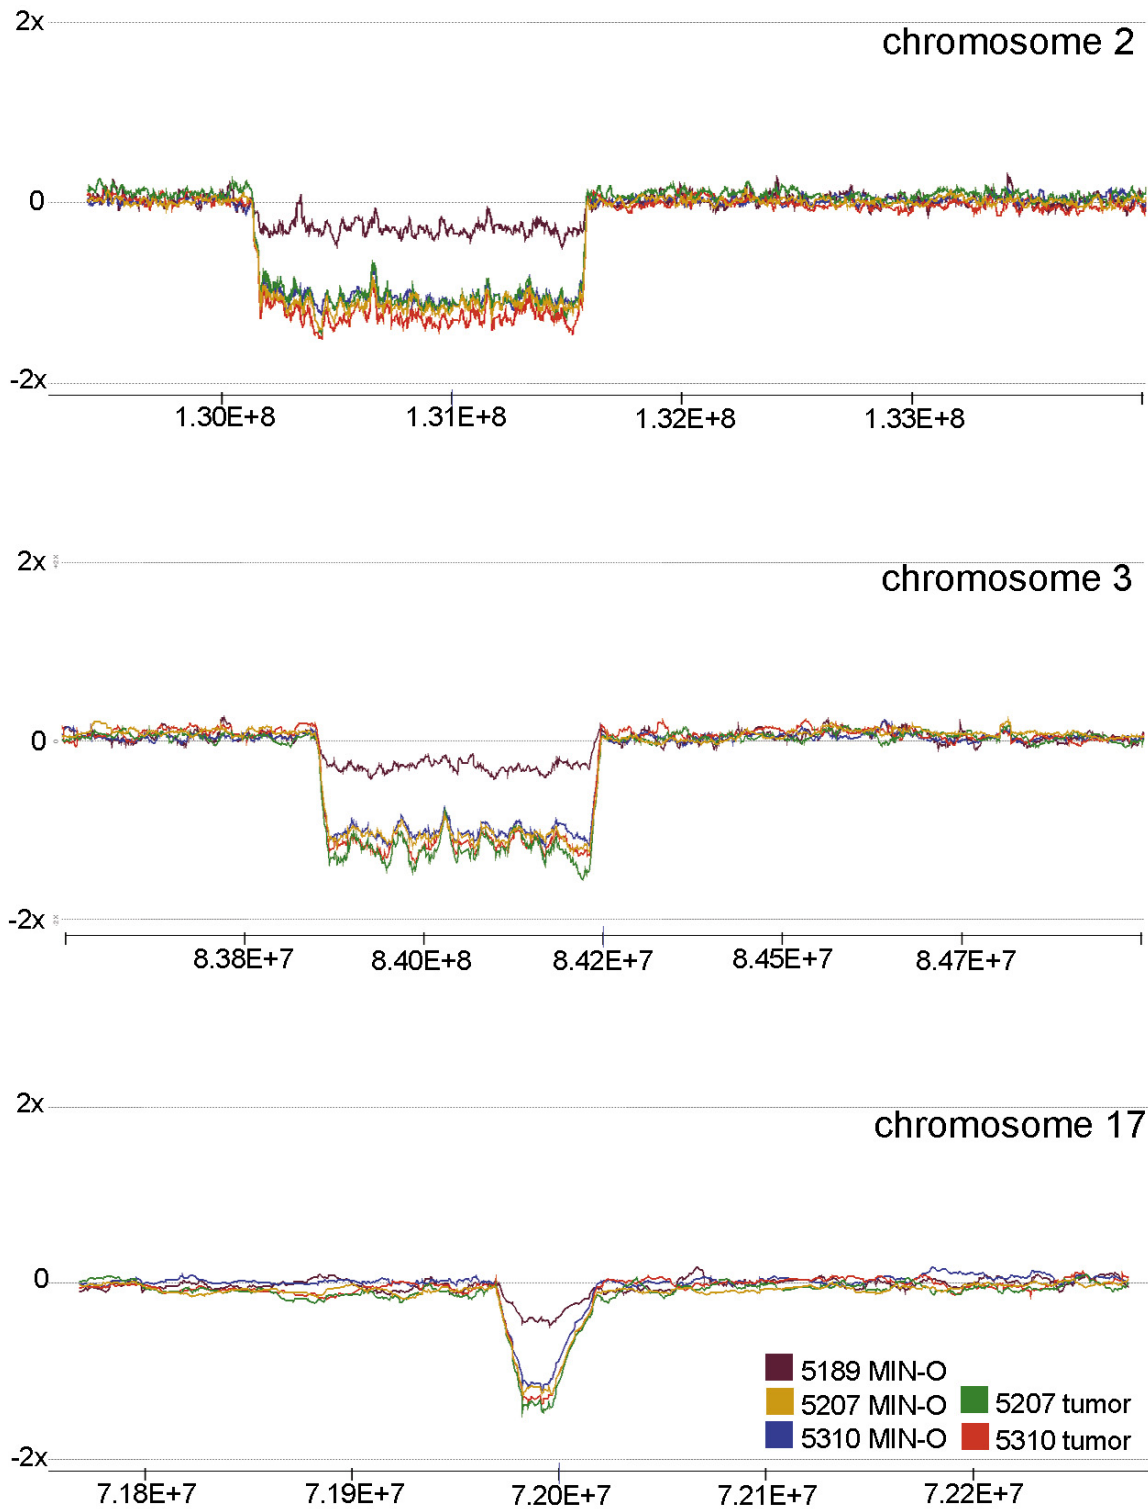 2x
chromosome 2
0
-2x
1.30E+8 1.31E+8 1.32E+8 1.33E+8
2x
chromosome 3
0
-2x
8.38E+7 8.40E+8 8.42E+7 8.45E+7 8.47E+7
2x
chromosome 17
0
5189 MIN-O
5207 MIN-O 5207 tumor
5310 MIN-O 5310 tumor
-2x
7.18E+7 7.19E+7 7.20E+7 7.21E+7 7.22E+7